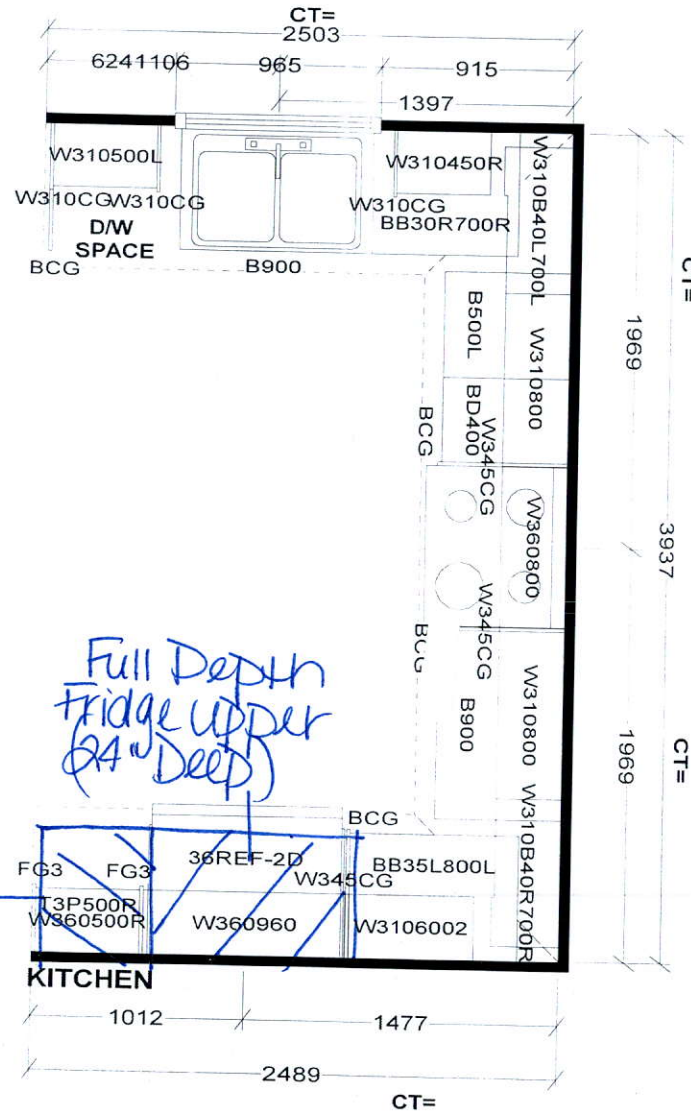 CT=
2503
6241106
965
915
1397
W310500L
W310CG
W310CG
D/W
SPACE
BCG
B900
W310450R
W310CG
BB30R700R
W310B40L700L
CT=
B500L
W310800
1969
BD400
W345CG
BCG
W360800
3937
W345CG
BCG
B900
W310800
1969
CT=
Full Depth
Fridge upper
(24" Deep)
BCG
36REF-2D
BB35L800L
FG3
FG3
W345CG
T3P500R
W360500R
W360960
W3106002
W310B40R700R
KITCHEN
1012
1477
2489
CT=